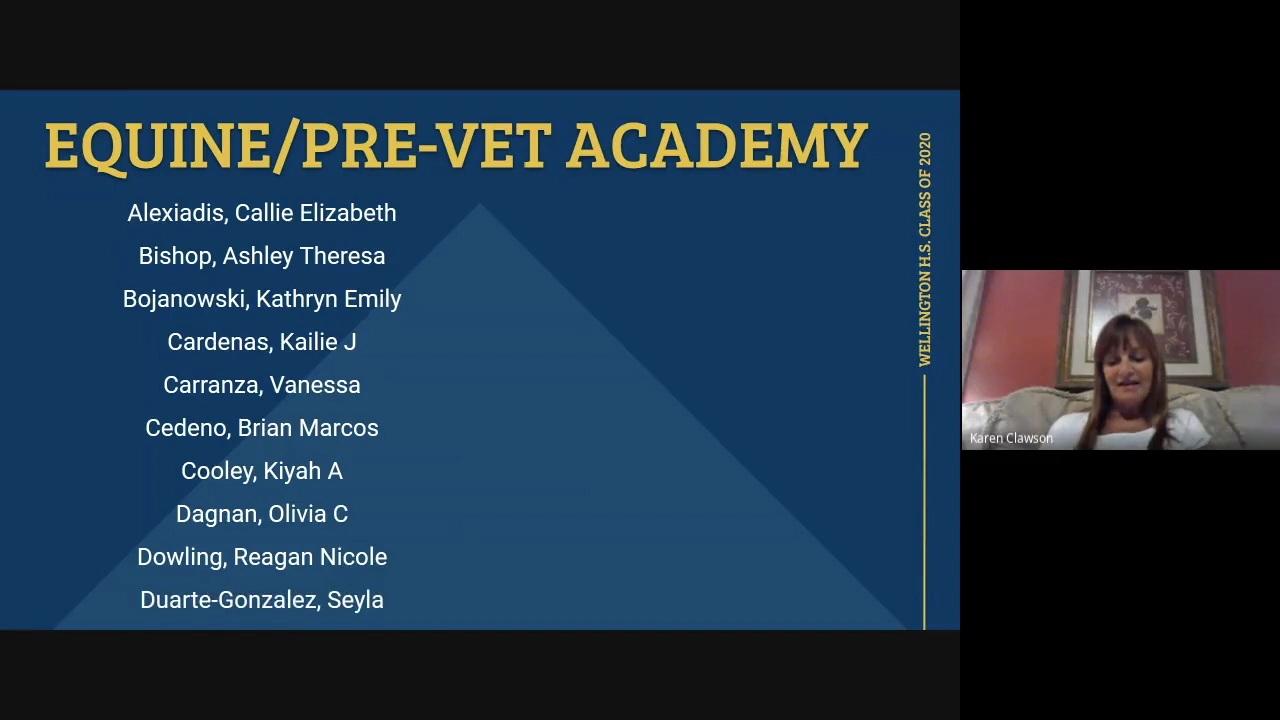 EQUINE/PRE-VET ACADEMY
Alexiadis, Callie Elizabeth
Bishop, Ashley Theresa
Bojanowski, Kathryn Emily
Cardenas, Kailie J
Carranza, Vanessa
Cedeno, Brian Marcos
Cooley, Kiyah A
Dagnan, Olivia C
Dowling, Reagan Nicole
Duarte-Gonzalez, Seyla
WELLINGTON H.S. CLASS OF 2020
Karen Clawson